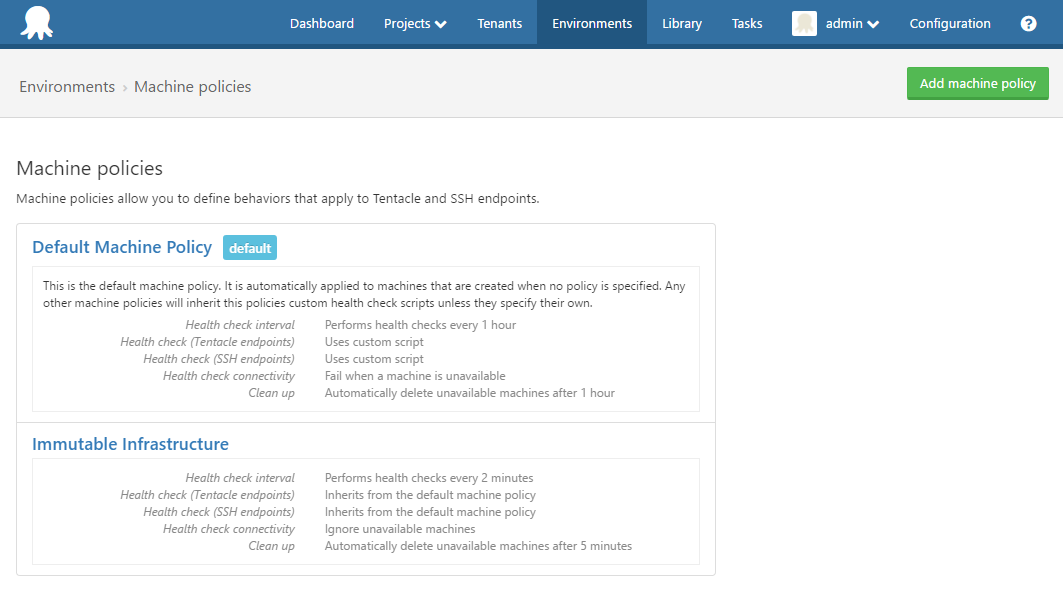 Dashboard Projects Tenants Environments Library Tasks admin Configuration ?
Environments › Machine policies Add machine policy
Machine policies
Machine policies allow you to define behaviors that apply to Tentacle and SSH endpoints.
Default Machine Policy default
This is the default machine policy. It is automatically applied to machines that are created when no policy is specified. Any
other machine policies will inherit this policies custom health check scripts unless they specify their own.
Health check interval Performs health checks every 1 hour
Health check (Tentacle endpoints) Uses custom script
Health check (SSH endpoints) Uses custom script
Health check connectivity Fail when a machine is unavailable
Clean up Automatically delete unavailable machines after 1 hour
Immutable Infrastructure
Health check interval Performs health checks every 2 minutes
Health check (Tentacle endpoints) Inherits from the default machine policy
Health check (SSH endpoints) Inherits from the default machine policy
Health check connectivity Ignore unavailable machines
Clean up Automatically delete unavailable machines after 5 minutes